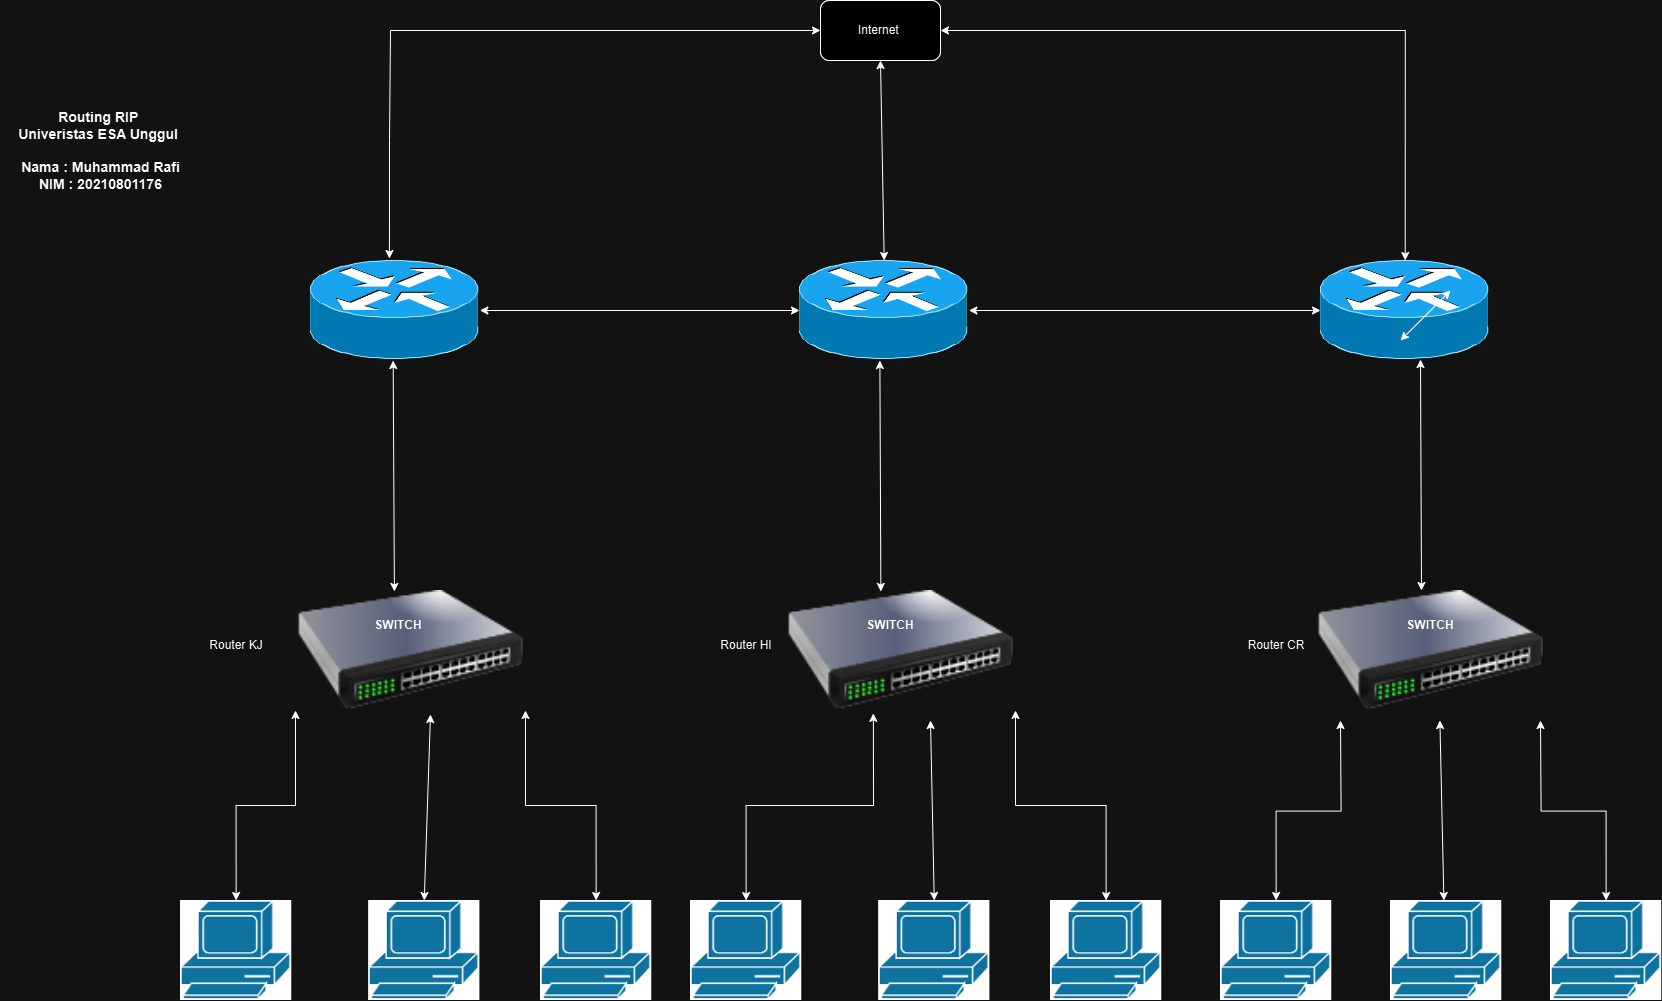 Internet
Routing RIP
Univeristas ESA Unggul
Nama : Muhammad Rafi
NIM : 20210801176
SWITCH
SWITCH
SWITCH
Router KJ
Router HI
Router CR